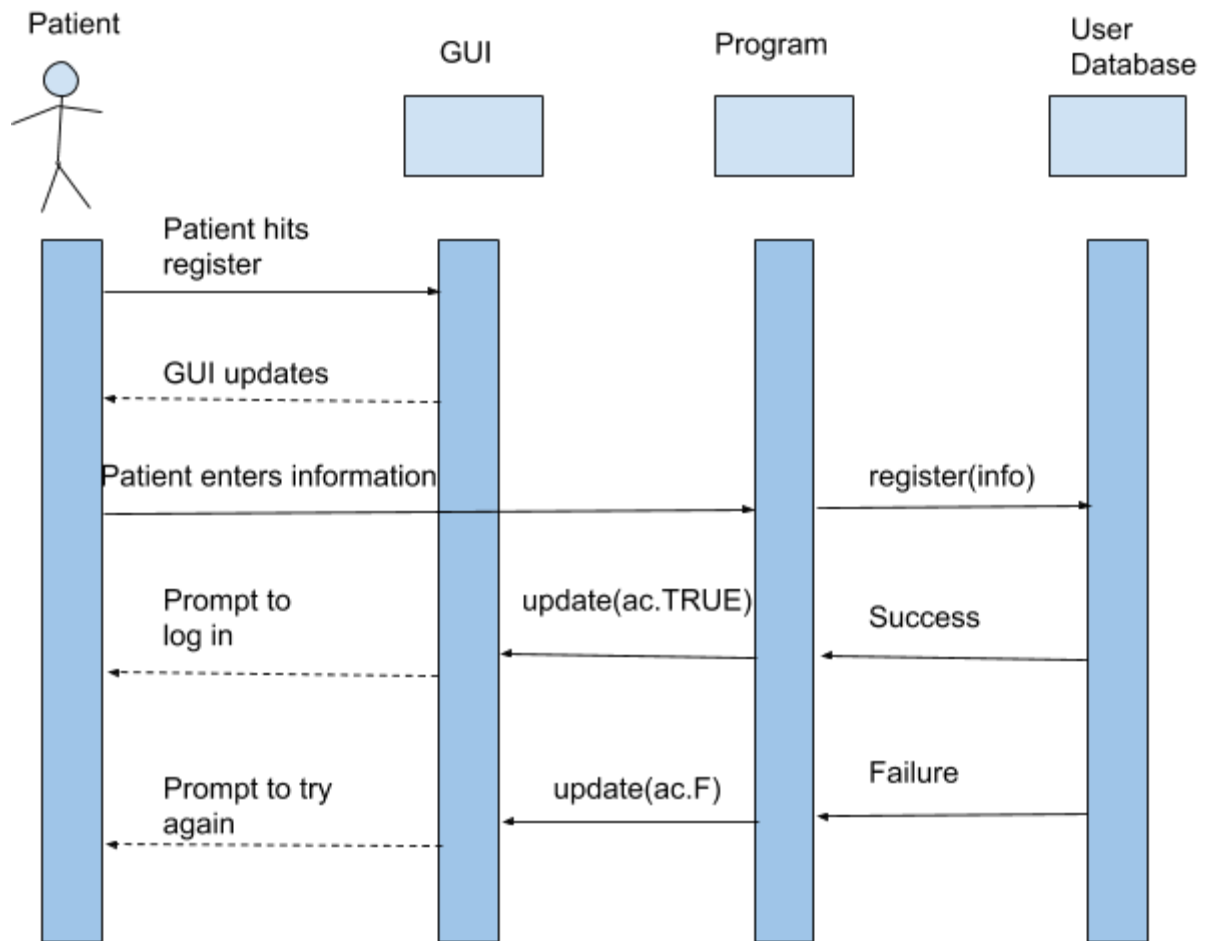 Patient
GUI
Program
User
Database
Patient hits
register
GUI updates
Patient enters information
register(info)
Prompt to
log in
update(ac.TRUE)
Success
Prompt to try
again
update(ac.F)
Failure